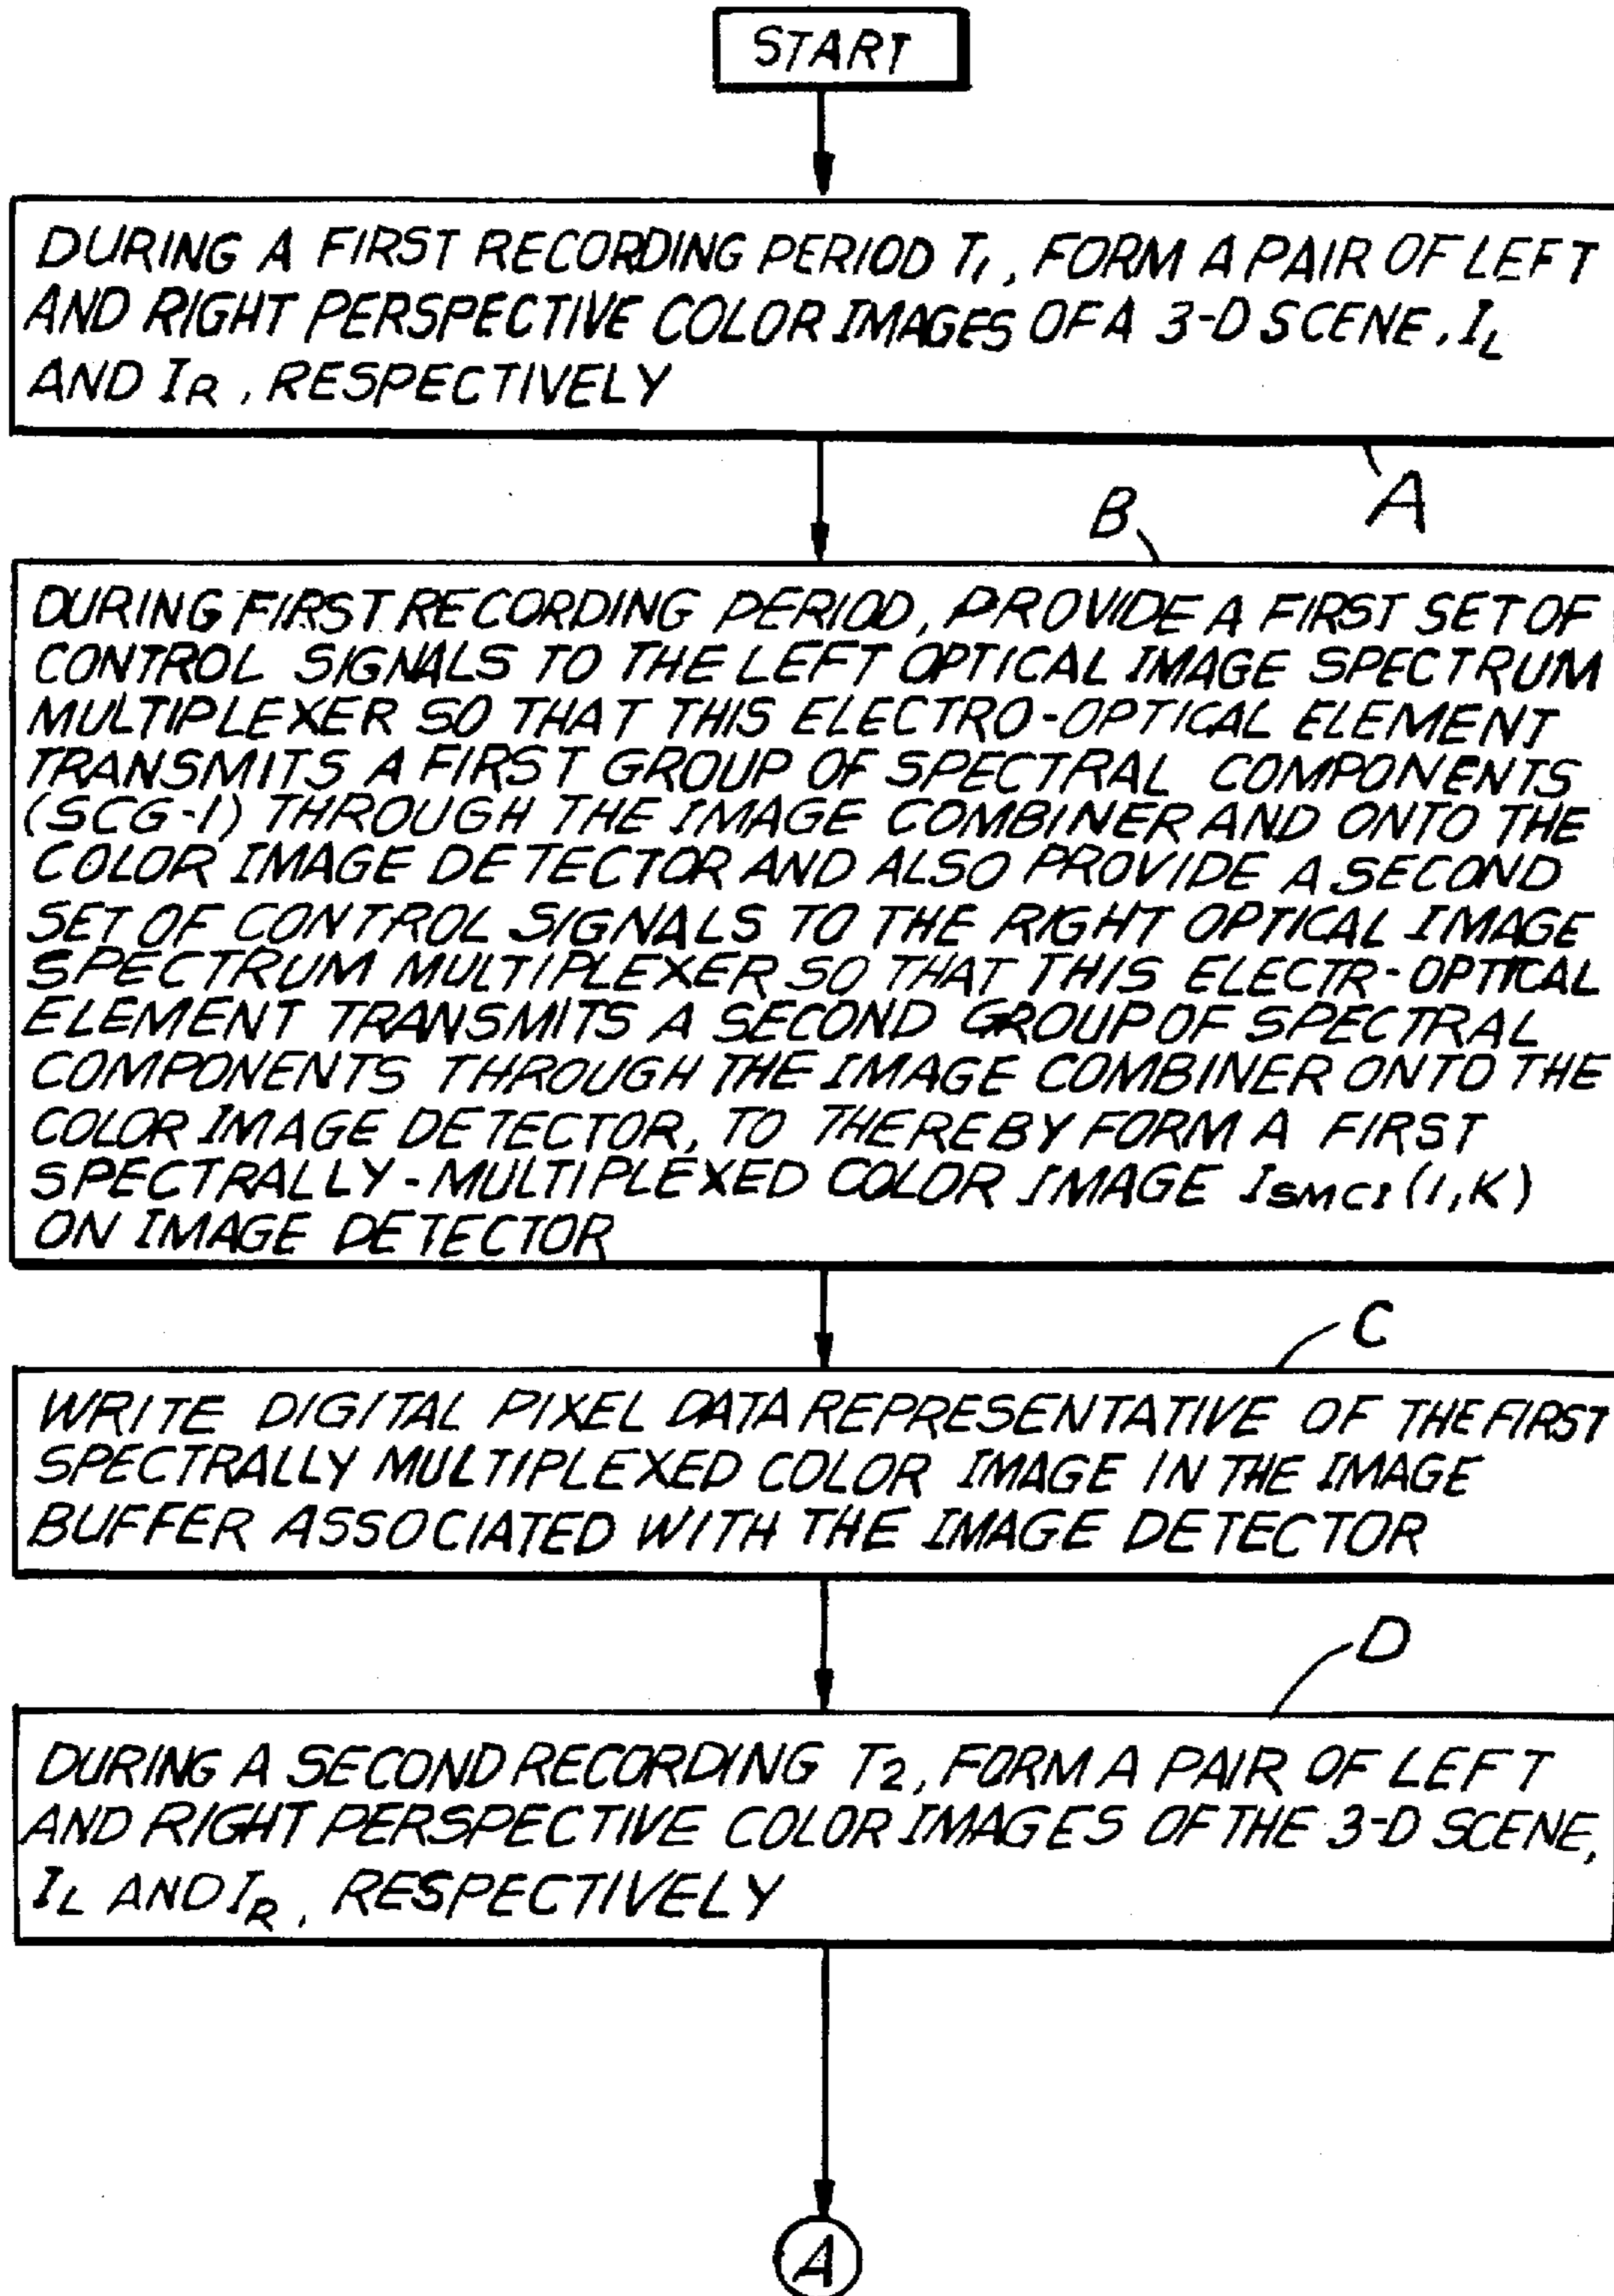 START
DURING A FIRST RECORDING PERIOD T1, FORM A PAIR OF LEFT
AND RIGHT PERSPECTIVE COLOR IMAGES OF A 3-D SCENE, IL
AND IR, RESPECTIVELY
A
B
DURING FIRST RECORDING PERIOD, PROVIDE A FIRST SET OF
CONTROL SIGNALS TO THE LEFT OPTICAL IMAGE SPECTRUM
MULTIPLEXER SO THAT THIS ELECTRO-OPTICAL ELEMENT
TRANSMITS A FIRST GROUP OF SPECTRAL COMPONENTS
(SCG-1) THROUGH THE IMAGE COMBINER AND ONTO THE
COLOR IMAGE DETECTOR AND ALSO PROVIDE A SECOND
SET OF CONTROL SIGNALS TO THE RIGHT OPTICAL IMAGE
SPECTRUM MULTIPLEXER SO THAT THIS ELECTR-OPTICAL
ELEMENT TRANSMITS A SECOND GROUP OF SPECTRAL
COMPONENTS THROUGH THE IMAGE COMBINER ONTO THE
COLOR IMAGE DETECTOR, TO THEREBY FORM A FIRST
SPECTRALLY-MULTIPLEXED COLOR IMAGE ISMCI (1,K)
ON IMAGE DETECTOR
C
WRITE DIGITAL PIXEL DATA REPRESENTATIVE OF THE FIRST
SPECTRALLY MULTIPLEXED COLOR IMAGE IN THE IMAGE
BUFFER ASSOCIATED WITH THE IMAGE DETECTOR
D
DURING A SECOND RECORDING T2, FORM A PAIR OF LEFT
AND RIGHT PERSPECTIVE COLOR IMAGES OF THE 3-D SCENE,
IL AND IR, RESPECTIVELY
A